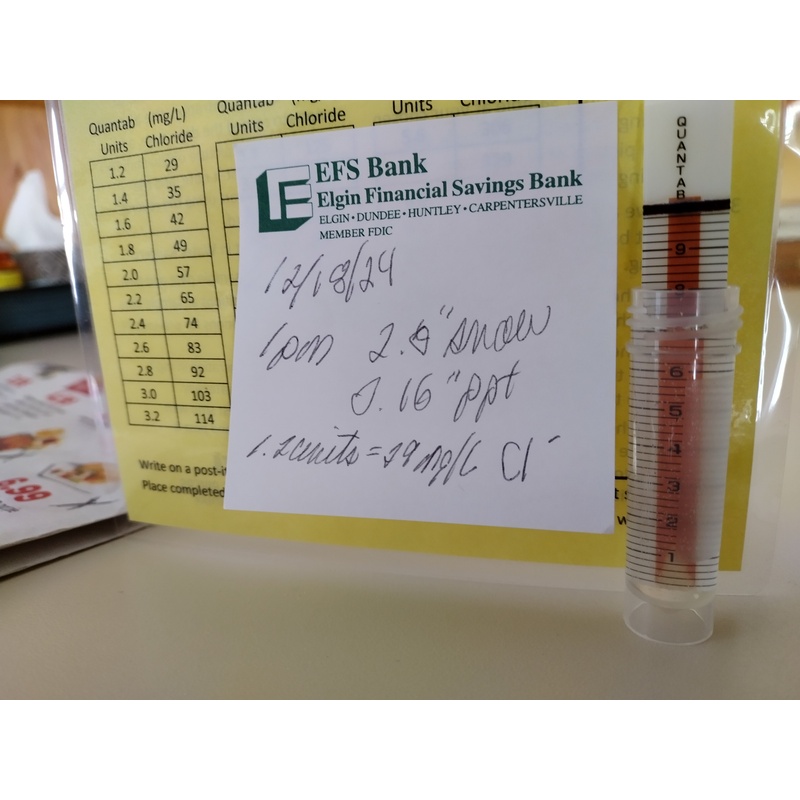 Quantab (mg/L) Quantab
Units Chloride Units Chloride Units
1.2 29
1.4 35
1.6 42
1.8 49
2.0 57
2.2 65
2.4 74
2.6 83
2.8 92
3.0 103
3.2 114
Write on a post-it
Place completed
EFS Bank
Elgin Financial Savings Bank
ELGIN • DUNDEE • HUNTLEY • CARPENTERSVILLE
MEMBER FDIC
12/18/24
1pm 2. " snow
0.16" ppt
1.2 units = 29 mg/L Cl⁻
QUANTAB
9
8
6
5
4
3
2
1